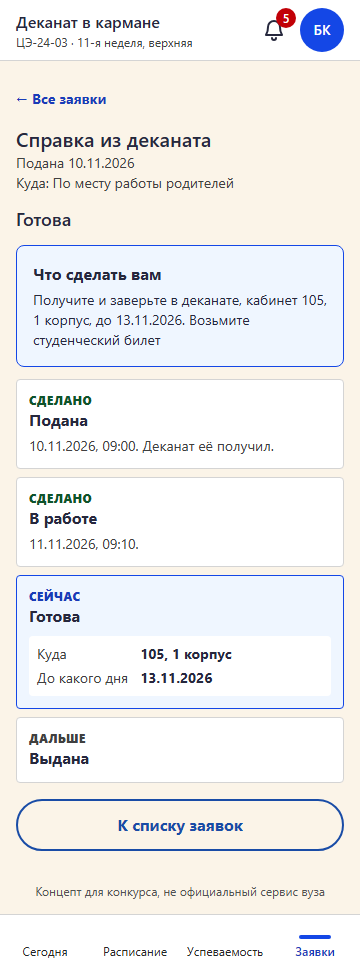 Деканат в кармане
ЦЭ-24-03 · 11-я неделя, верхняя
5
БК
← Все заявки
Справка из деканата
Подана 10.11.2026
Куда: По месту работы родителей
Готова
Что сделать вам
Получите и заверьте в деканате, кабинет 105,
1 корпус, до 13.11.2026. Возьмите
студенческий билет
СДЕЛАНО
Подана
10.11.2026, 09:00. Деканат её получил.
СДЕЛАНО
В работе
11.11.2026, 09:10.
СЕЙЧАС
Готова
Куда 105, 1 корпус
До какого дня 13.11.2026
ДАЛЬШЕ
Выдана
К списку заявок
Концепт для конкурса, не официальный сервис вуза
Сегодня Расписание Успеваемость Заявки